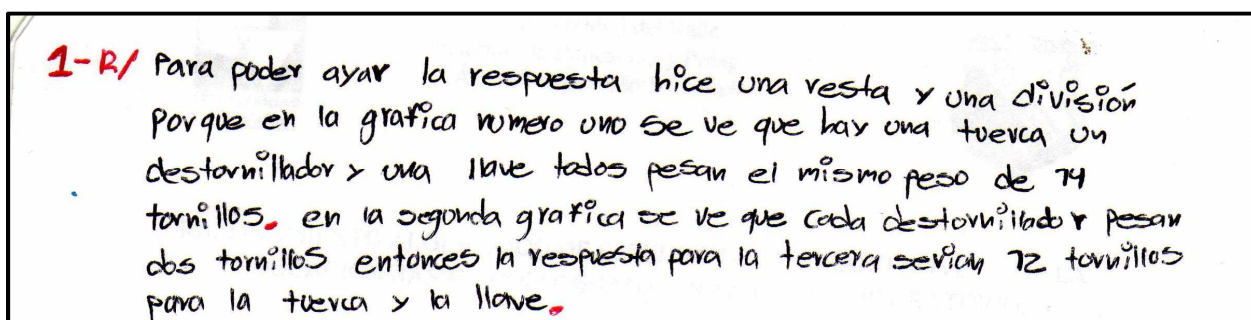 1-R/ Para poder ayar la respuesta hice una resta y una división
porque en la grafica numero uno se ve que hay una tuerca un
destornillador y una llave todos pesan el mismo peso de 14
tornillos. en la segunda grafica se ve que cada destornillador pesan
dos tornillos entonces la respuesta para la tercera serian 12 tornillos
para la tuerca y la llave.